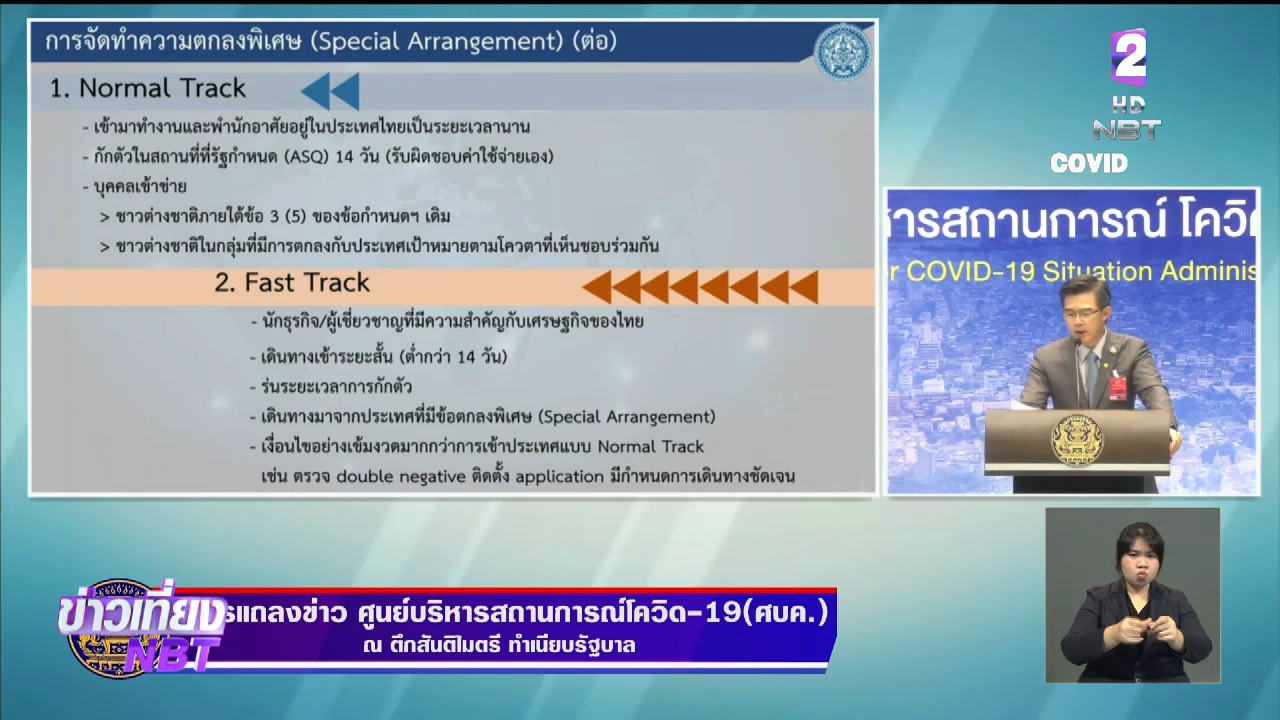 การจัดทำความตกลงพิเศษ (Special Arrangement) (ต่อ)
1. Normal Track
- เข้ามาทำงานและพำนักอาศัยอยู่ในประเทศไทยเป็นระยะเวลานาน
- กักตัวในสถานที่ที่รัฐกำหนด (ASQ) 14 วัน (รับผิดชอบค่าใช้จ่ายเอง)
- บุคคลเข้าข่าย
> ชาวต่างชาติภายใต้ข้อ 3 (5) ของข้อกำหนดฯ เดิม
> ชาวต่างชาติในกลุ่มที่มีการตกลงกับประเทศเป้าหมายตามโควตาที่เห็นชอบร่วมกัน
2. Fast Track
- นักธุรกิจ/ผู้เชี่ยวชาญที่มีความสำคัญกับเศรษฐกิจของไทย
- เดินทางเข้าระยะสั้น (ต่ำกว่า 14 วัน)
- ร่นระยะเวลาการกักตัว
- เดินทางมาจากประเทศที่มีข้อตกลงพิเศษ (Special Arrangement)
- เงื่อนไขอย่างเข้มงวดมากกว่าการเข้าประเทศแบบ Normal Track
เช่น ตรวจ double negative ติดตั้ง application มีกำหนดการเดินทางชัดเจน
2
HD
NBT
COVID
หารสถานการณ์ โควิด
r COVID-19 Situation Adminis
รแถลงข่าว ศูนย์บริหารสถานการณ์โควิด-19(ศบค.)
ณ ตึกสันติไมตรี ทำเนียบรัฐบาล
ข่าวเที่ยง
NBT